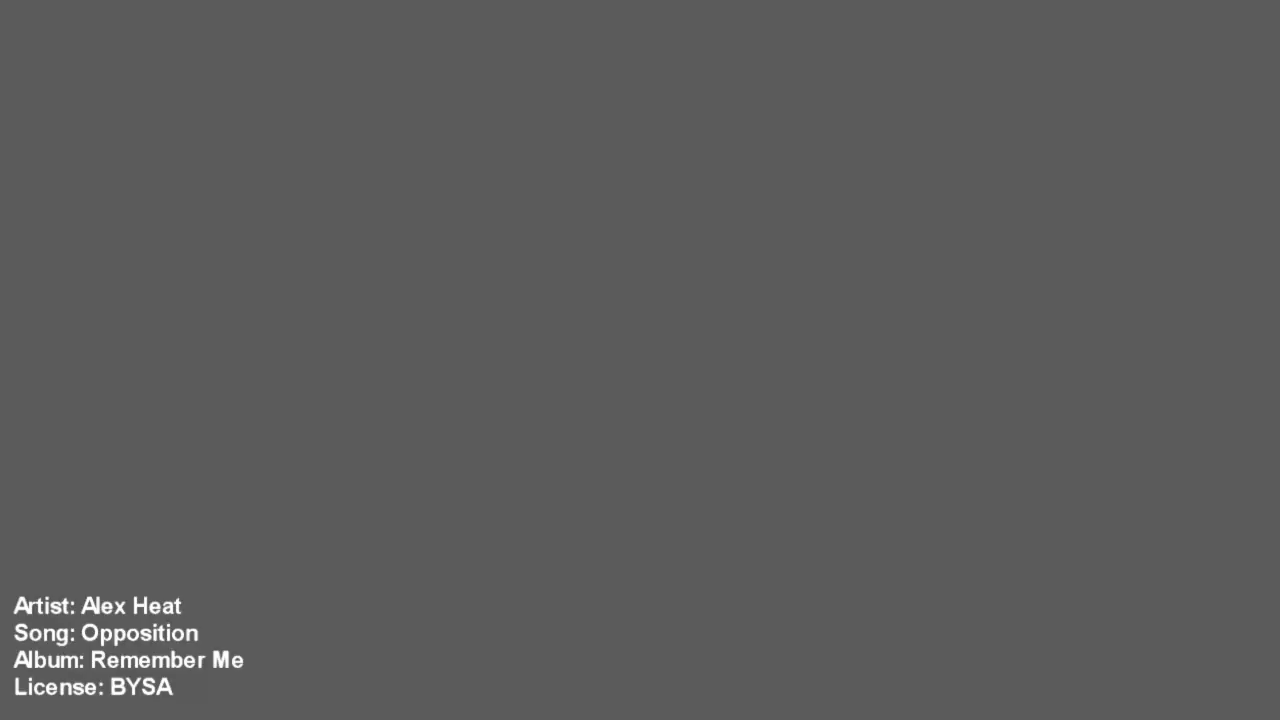 Artist: Alex Heat
Song: Opposition
Album: Remember Me
License: BYSA